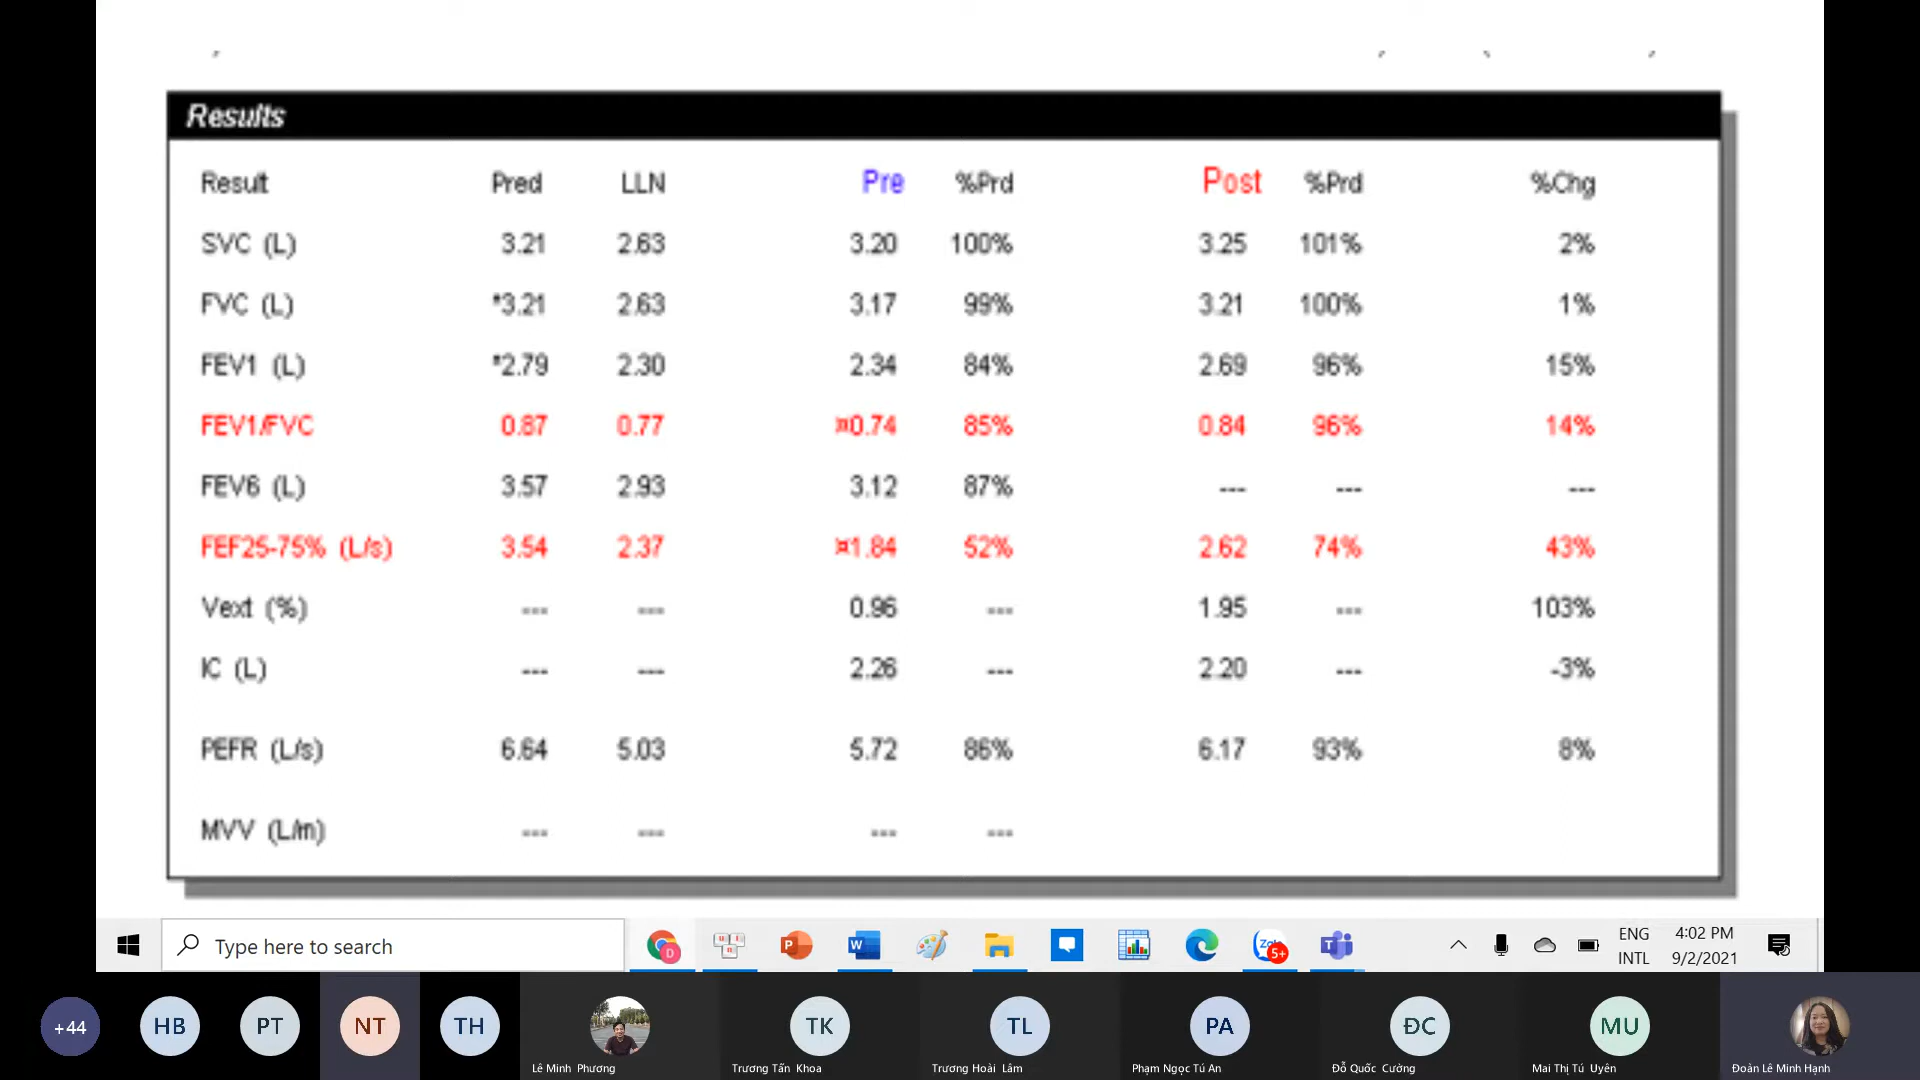 Results
Result Pred LLN Pre %Prd Post %Prd %Chg
SVC (L) 3.21 2.63 3.20 100% 3.25 101% 2%
FVC (L) *3.21 2.63 3.17 99% 3.21 100% 1%
FEV1 (L) *2.79 2.30 2.34 84% 2.69 96% 15%
FEV1/FVC 0.87 0.77 ¤0.74 85% 0.84 96% 14%
FEV6 (L) 3.57 2.93 3.12 87% --- --- ---
FEF25-75% (L/s) 3.54 2.37 ¤1.84 52% 2.62 74% 43%
Vext (%) --- --- 0.96 --- 1.95 --- 103%
IC (L) --- --- 2.26 --- 2.20 --- -3%
PEFR (L/s) 6.64 5.03 5.72 86% 6.17 93% 8%
MVV (L/m) --- --- --- ---
Type here to search
5+
ENG 4:02 PM
INTL 9/2/2021
+44 HB PT NT TH TK TL PA ĐC MU
Lê Minh Phương Trương Tấn Khoa Trương Hoài Lâm Phạm Ngọc Tú An Đỗ Quốc Cường Mai Thị Tú Uyên Đoàn Lê Minh Hạnh